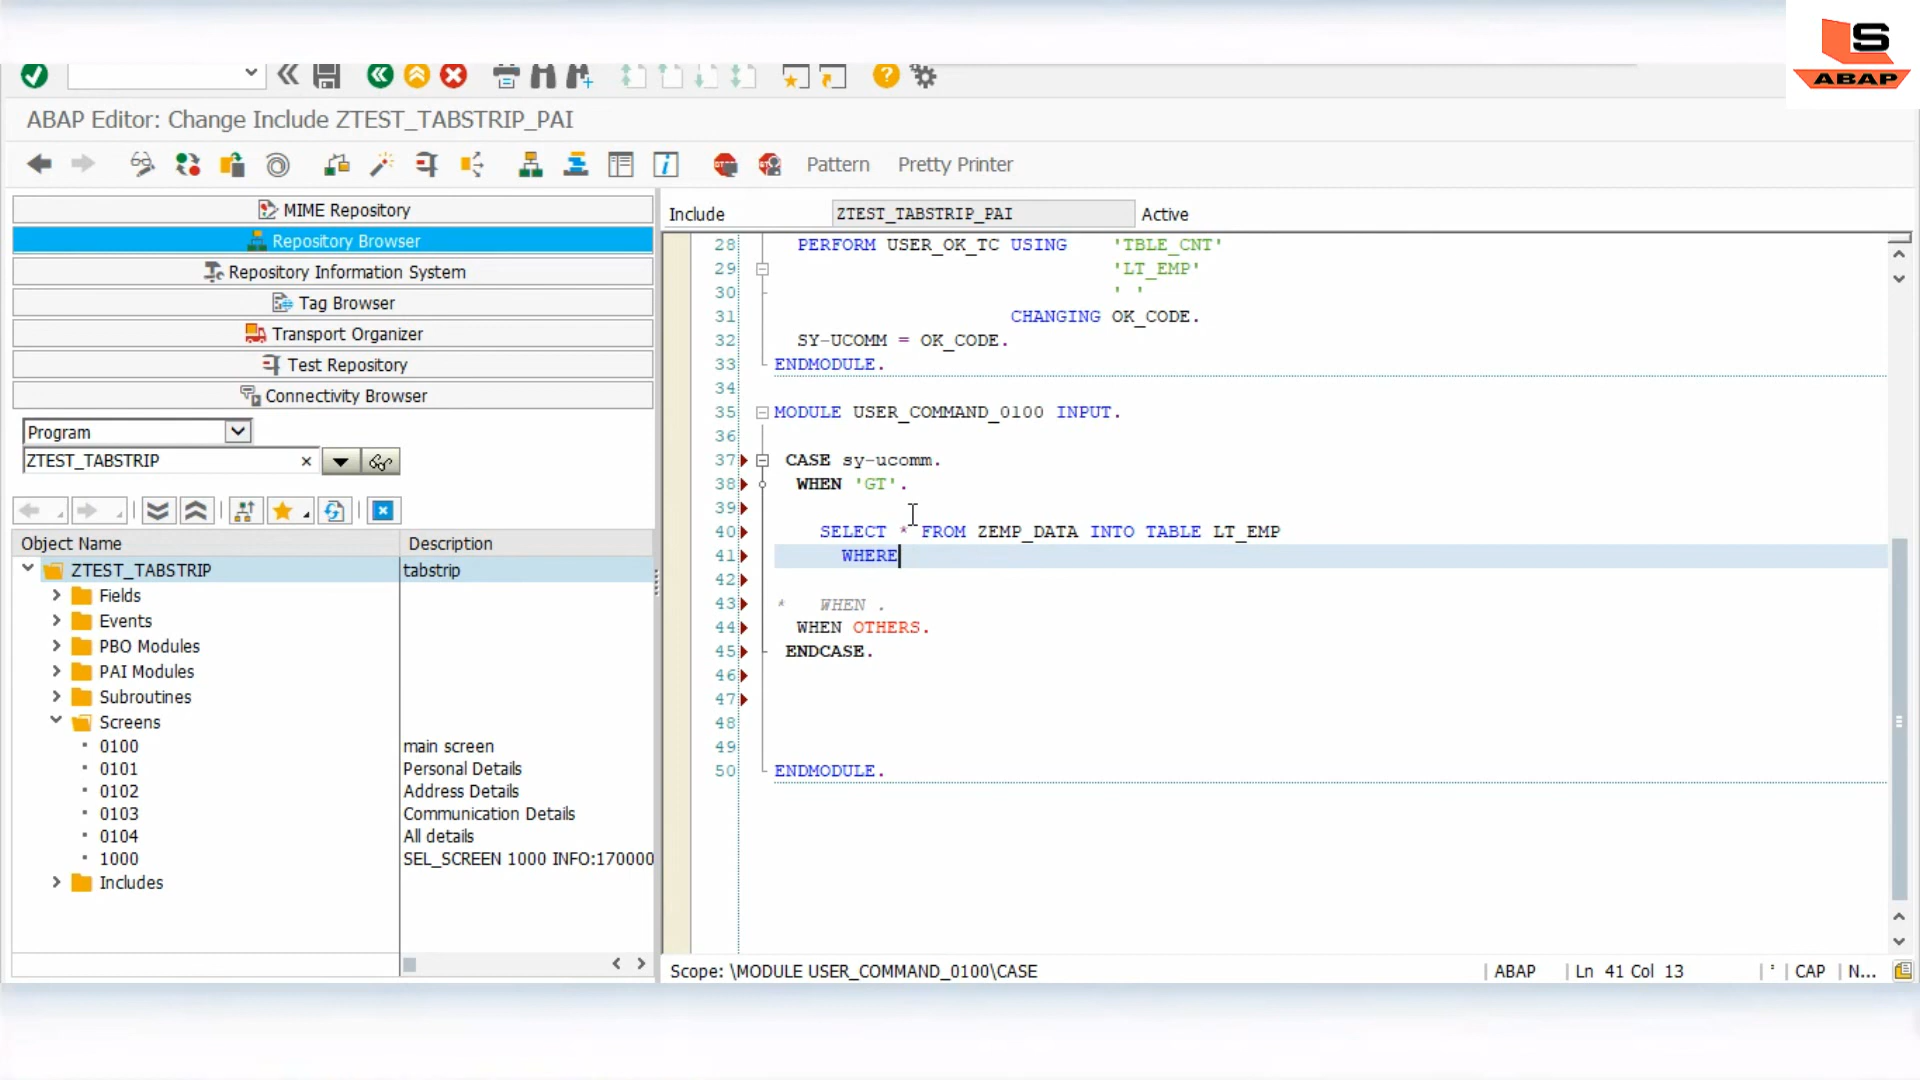 S
ABAP
ABAP Editor: Change Include ZTEST_TABSTRIP_PAI
Pattern Pretty Printer
MIME Repository
Repository Browser
Repository Information System
Tag Browser
Transport Organizer
Test Repository
Connectivity Browser
Program
ZTEST_TABSTRIP
Object Name Description
ZTEST_TABSTRIP tabstrip
Fields
Events
PBO Modules
PAI Modules
Subroutines
Screens
0100 main screen
0101 Personal Details
0102 Address Details
0103 Communication Details
0104 All details
1000 SEL_SCREEN 1000 INFO:170000
Includes
Include ZTEST_TABSTRIP_PAI Active
28 PERFORM USER_OK_TC USING 'TBLE_CNT'
29 'LT_EMP'
30 ' '
31 CHANGING OK_CODE.
32 SY-UCOMM = OK_CODE.
33 ENDMODULE.
34
35 MODULE USER_COMMAND_0100 INPUT.
36
37 CASE sy-ucomm.
38 WHEN 'GT'.
39
40 SELECT * FROM ZEMP_DATA INTO TABLE LT_EMP
41 WHERE
42
43 * WHEN .
44 WHEN OTHERS.
45 ENDCASE.
46
47
48
49
50 ENDMODULE.
Scope: \MODULE USER_COMMAND_0100\CASE ABAP Ln 41 Col 13 CAP N...